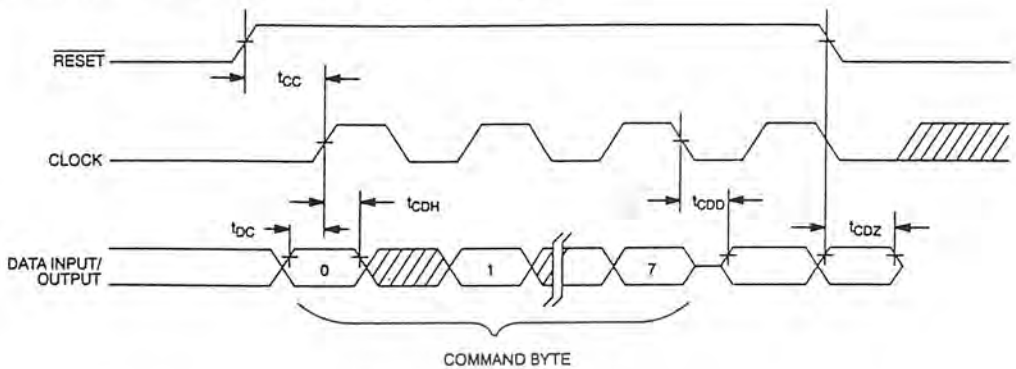 RESET
tCC
CLOCK
tCDD
tCDH
tDC
tCDZ
DATA INPUT/
OUTPUT
0
1
7
COMMAND BYTE